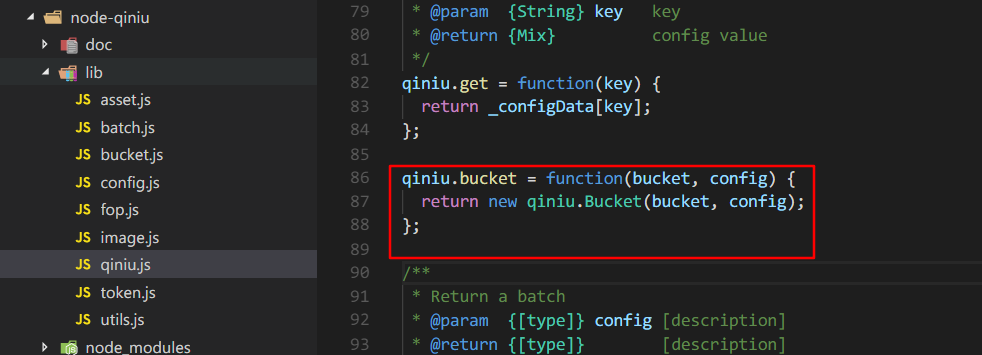 node-qiniu
doc
lib
JS asset.js
JS batch.js
JS bucket.js
JS config.js
JS fop.js
JS image.js
JS qiniu.js
JS token.js
JS utils.js
node_modules
79 * @param {String} key key
80 * @return {Mix} config value
81 */
82 qiniu.get = function(key) {
83 return _configData[key];
84 };
85
86 qiniu.bucket = function(bucket, config) {
87 return new qiniu.Bucket(bucket, config);
88 };
89
90 /**
91 * Return a batch
92 * @param {[type]} config [description]
93 * @return {[type]} [description]